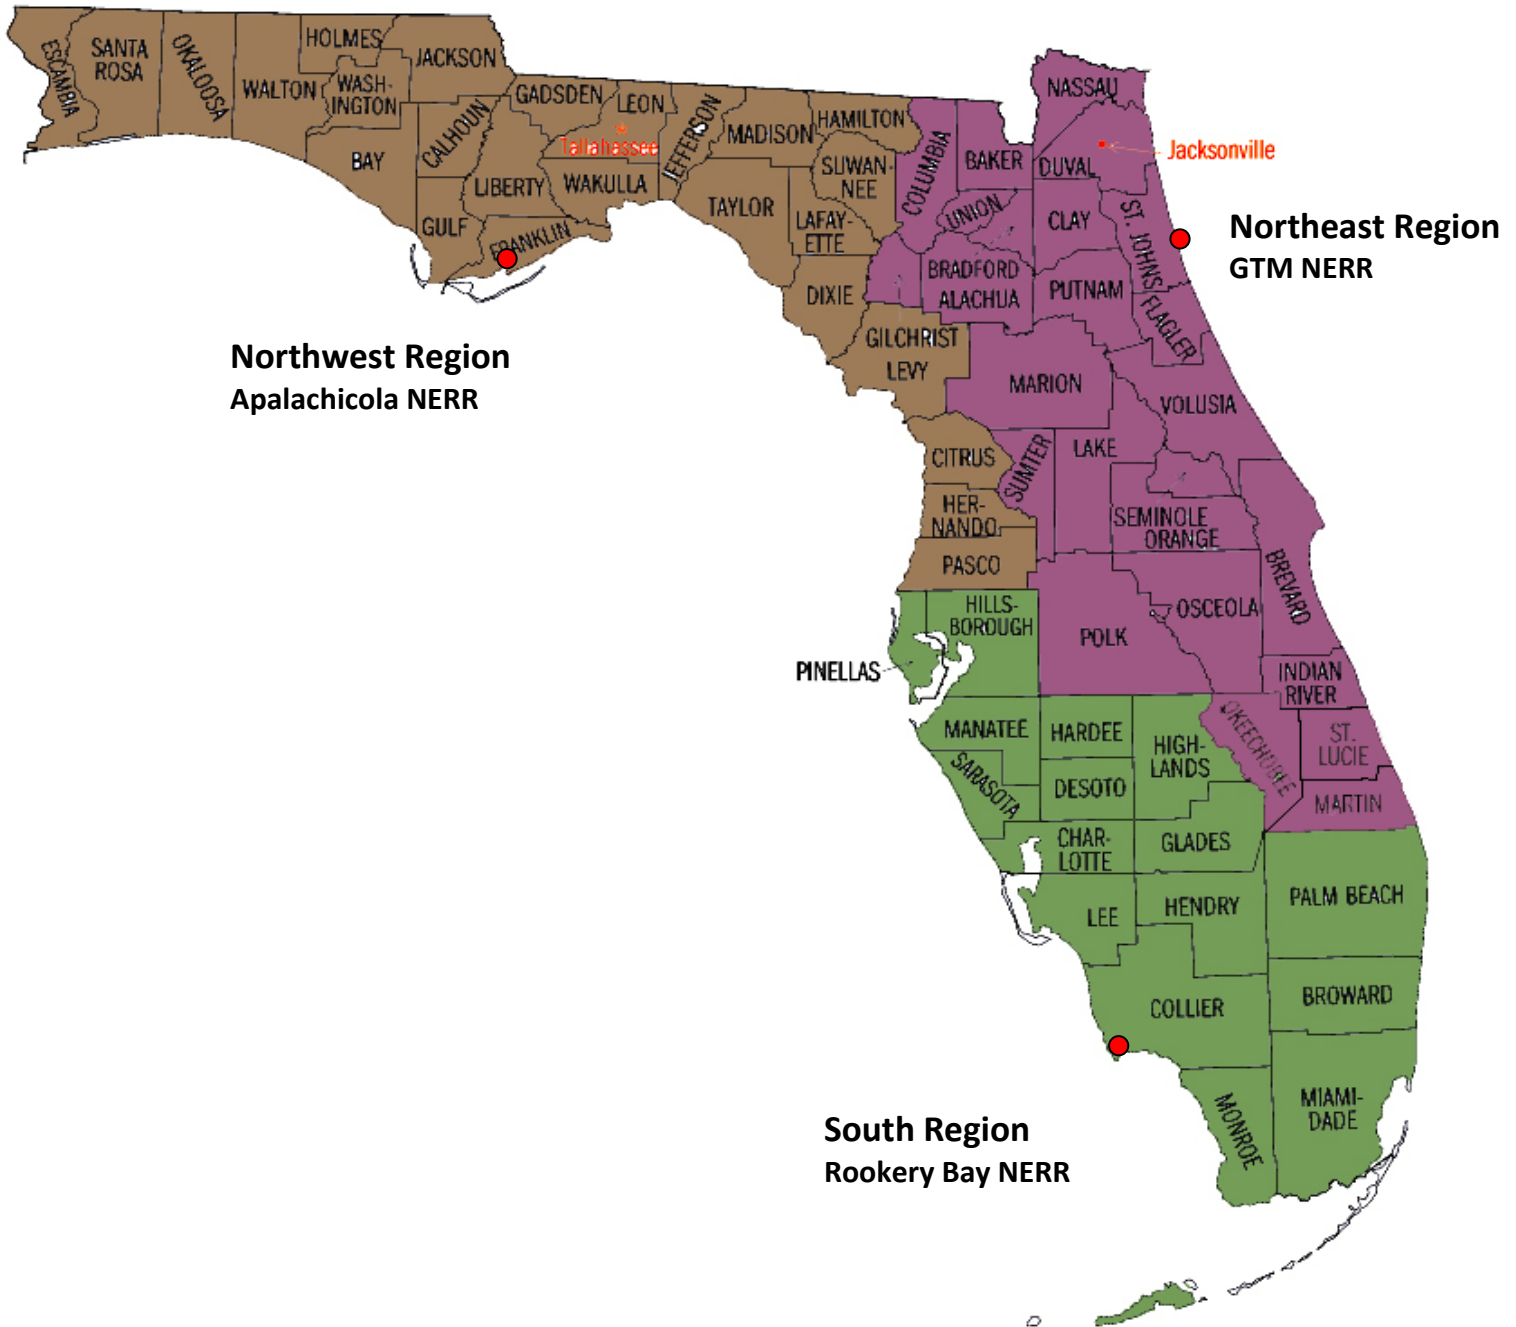 HOLMES
JACKSON
ESCAMBIA
SANTA
ROSA
OKALOOSA
WALTON
WASH-
INGTON
BAY
CALHOUN
GULF
GADSDEN
LEON
Tallahassee
LIBERTY
WAKULLA
FRANKLIN
JEFFERSON
MADISON
HAMILTON
TAYLOR
SUWAN-
NEE
LAFAY-
ETTE
DIXIE
GILCHRIST
LEVY
COLUMBIA
BAKER
NASSAU
DUVAL
Jacksonville
UNION
CLAY
ST. JOHNS
BRADFORD
ALACHUA
PUTNAM
FLAGLER
Northeast Region
GTM NERR
Northwest Region
Apalachicola NERR
MARION
VOLUSIA
CITRUS
SUMTER
LAKE
HER-
NANDO
SEMINOLE
ORANGE
PASCO
BREVARD
HILLS-
BOROUGH
POLK
OSCEOLA
PINELLAS
INDIAN
RIVER
MANATEE
HARDEE
HIGH-
LANDS
OKEECHOBEE
ST.
LUCIE
SARASOTA
DESOTO
MARTIN
CHAR-
LOTTE
GLADES
LEE
HENDRY
PALM BEACH
COLLIER
BROWARD
MONROE
MIAMI-
DADE
South Region
Rookery Bay NERR